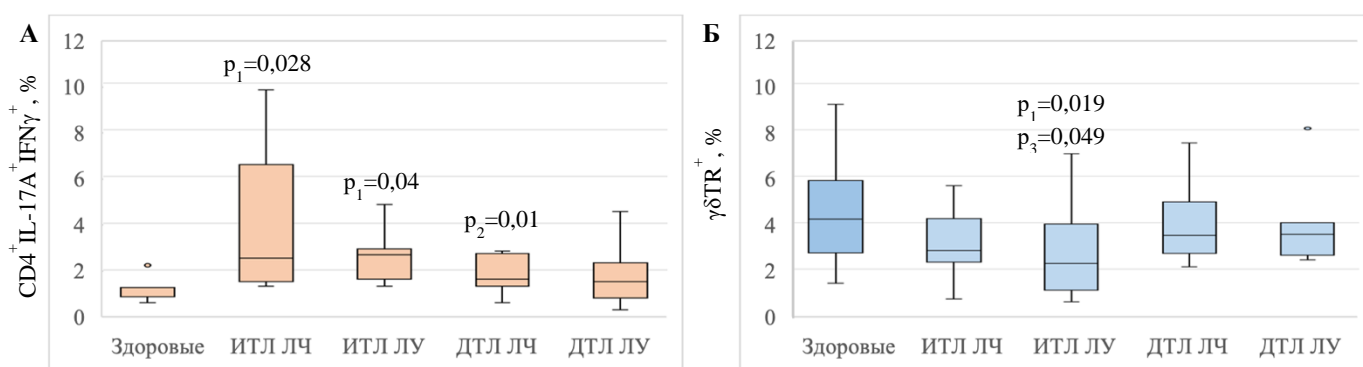 А
CD4⁺IL-17A⁺IFNγ⁺, %
12
10
8
6
4
2
0
p₁=0,028
p₁=0,04
p₂=0,01
Здоровые ИТЛ ЛЧ ИТЛ ЛУ ДТЛ ЛЧ ДТЛ ЛУ
Б
γδTR⁺, %
12
10
8
6
4
2
0
p₁=0,019
p₃=0,049
Здоровые ИТЛ ЛЧ ИТЛ ЛУ ДТЛ ЛЧ ДТЛ ЛУ